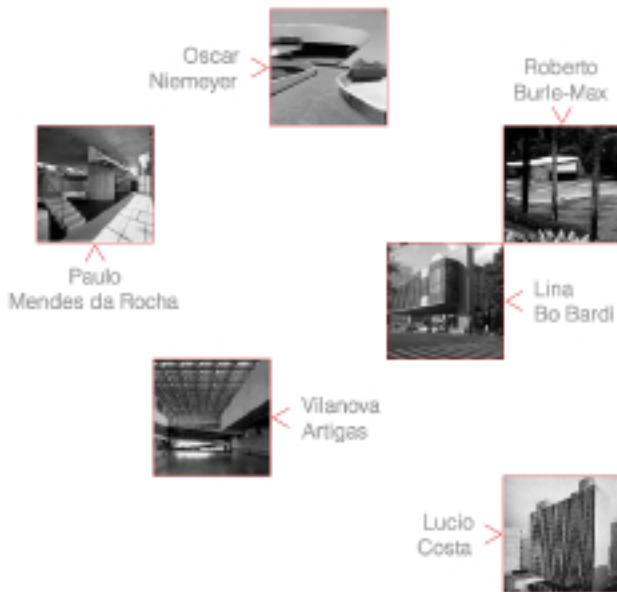 Oscar
Niemeyer
Roberto
Burle-Max
Paulo
Mendes da Rocha
Lina
Bo Bardi
Vilanova
Artigas
Lucio
Costa